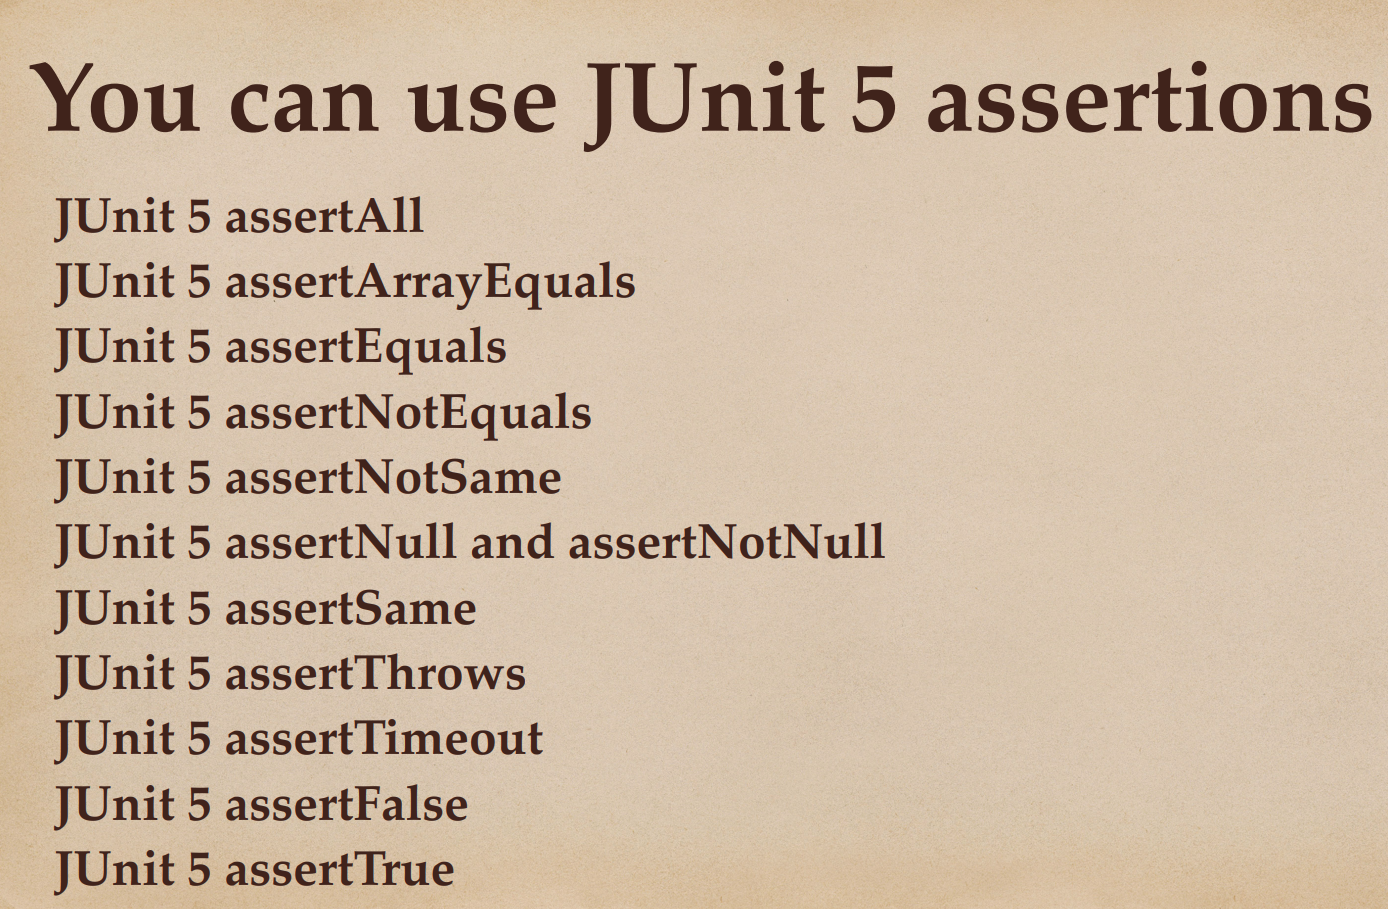 You can use JUnit 5 assertions
JUnit 5 assertAll
JUnit 5 assertArrayEquals
JUnit 5 assertEquals
JUnit 5 assertNotEquals
JUnit 5 assertNotSame
JUnit 5 assertNull and assertNotNull
JUnit 5 assertSame
JUnit 5 assertThrows
JUnit 5 assertTimeout
JUnit 5 assertFalse
JUnit 5 assertTrue